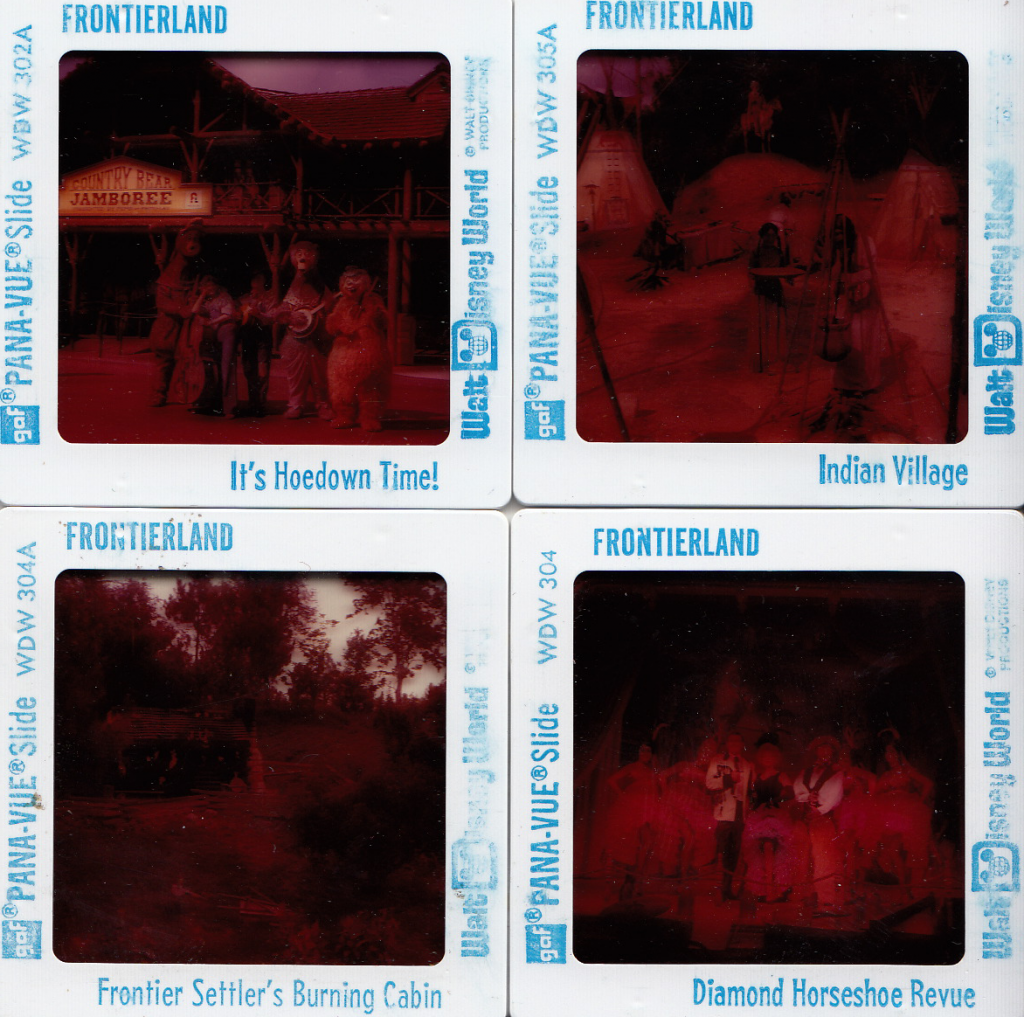 FRONTIERLAND
WDW 302A
gaf® PANA-VUE® Slide
COUNTRY BEAR
JAMBOREE
© WALT DISNEY
PRODUCTIONS
Walt Disney World
It's Hoedown Time!
FRONTIERLAND
WDW 305A
gaf® PANA-VUE® Slide
Walt Disney World
Indian Village
FRONTIERLAND
WDW 304A
gaf® PANA-VUE® Slide
©
Walt Disney World
Frontier Settler's Burning Cabin
FRONTIERLAND
WDW 304
gaf® PANA-VUE® Slide
© WALT DISNEY
PRODUCTIONS
Walt Disney World
Diamond Horseshoe Revue